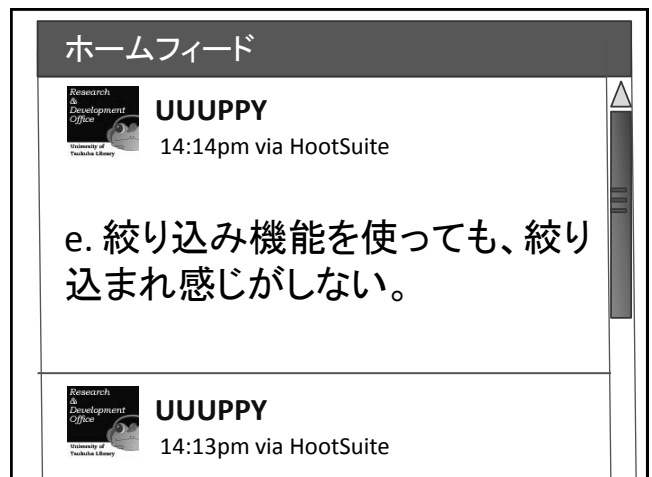 ホームフィード
Research
&
Development
Office
University of
Tsukuba Library
UUUPPY
14:14pm via HootSuite
e. 絞り込み機能を使っても、絞り
込まれ感じがしない。
Research
&
Development
Office
University of
Tsukuba Library
UUUPPY
14:13pm via HootSuite